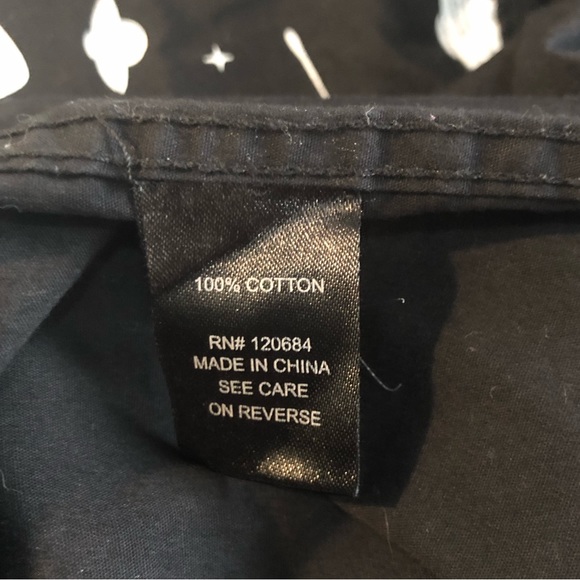 100% COTTON
RN# 120684
MADE IN CHINA
SEE CARE
ON REVERSE